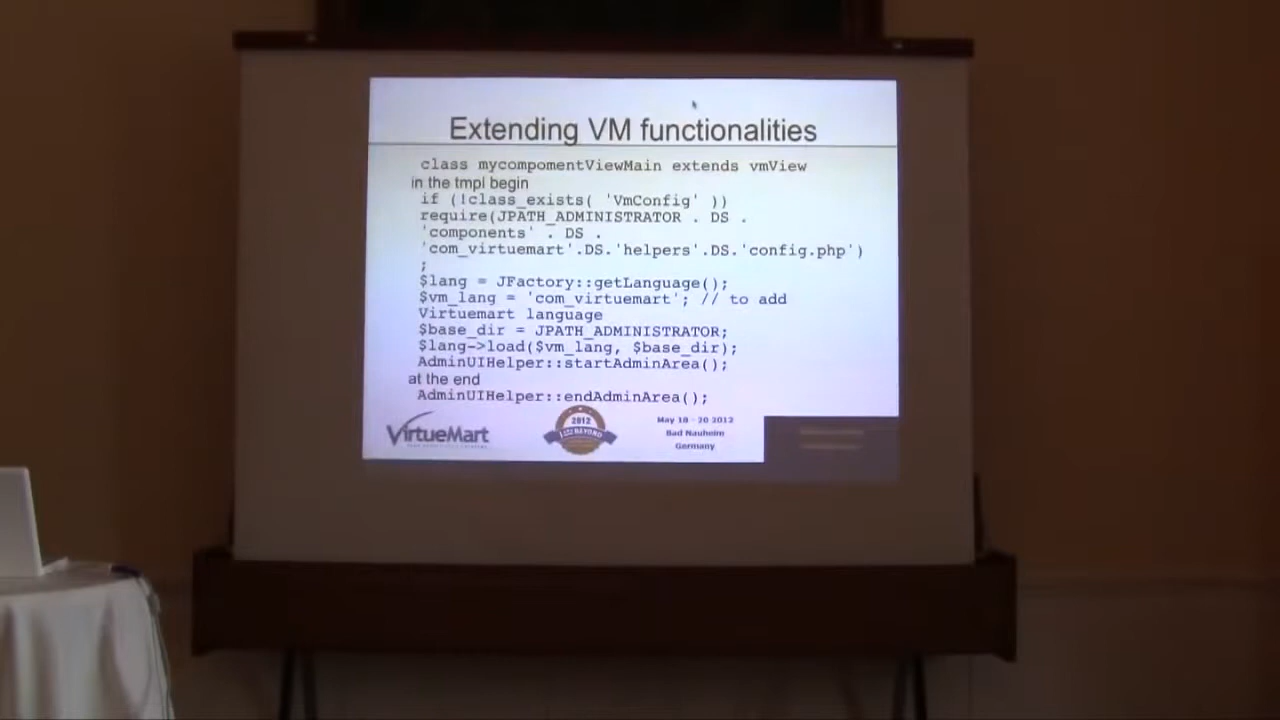 Extending VM functionalities
class mycompomentViewMain extends vmView
in the tmpl begin
if (!class_exists( 'VmConfig' ))
require(JPATH_ADMINISTRATOR . DS .
'components' . DS .
'com_virtuemart'.DS.'helpers'.DS.'config.php')
;
$lang = JFactory::getLanguage();
$vm_lang = 'com_virtuemart'; // to add
Virtuemart language
$base_dir = JPATH_ADMINISTRATOR;
$lang->load($vm_lang, $base_dir);
AdminUIHelper::startAdminArea();
at the end
AdminUIHelper::endAdminArea();
VirtueMart
2012
BEYOND
May 18 - 20 2012
Bad Nauheim
Germany